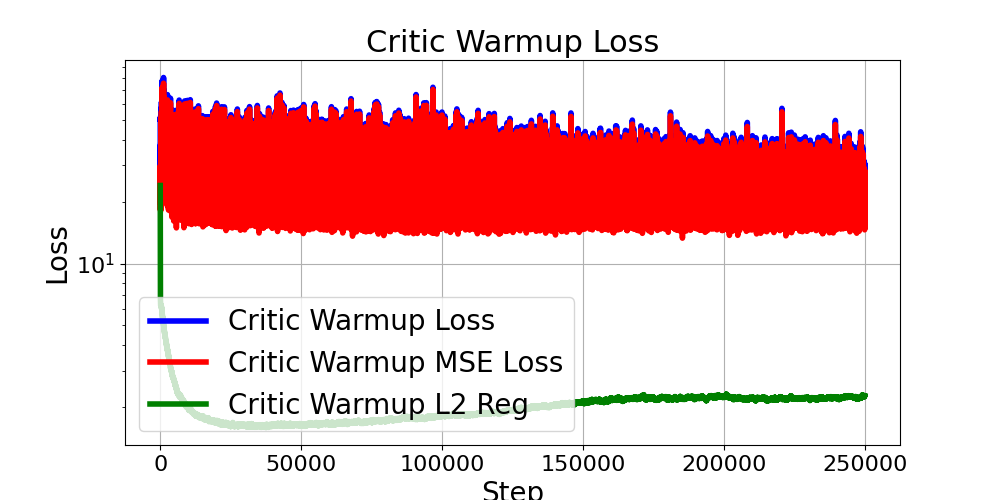 Critic Warmup Loss
Loss
10¹
Critic Warmup Loss
Critic Warmup MSE Loss
Critic Warmup L2 Reg
0 50000 100000 150000 200000 250000
Step